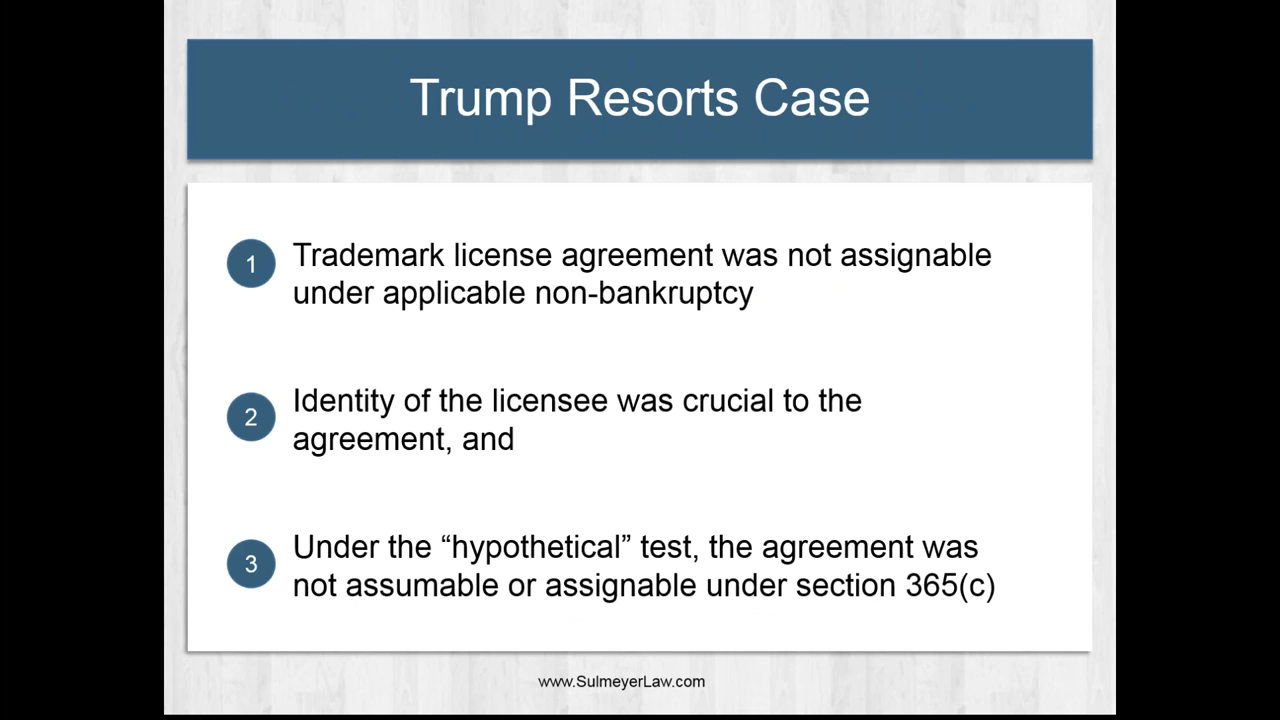 Trump Resorts Case
1
Trademark license agreement was not assignable
under applicable non-bankruptcy
2
Identity of the licensee was crucial to the
agreement, and
3
Under the “hypothetical” test, the agreement was
not assumable or assignable under section 365(c)
www.SulmeyerLaw.com